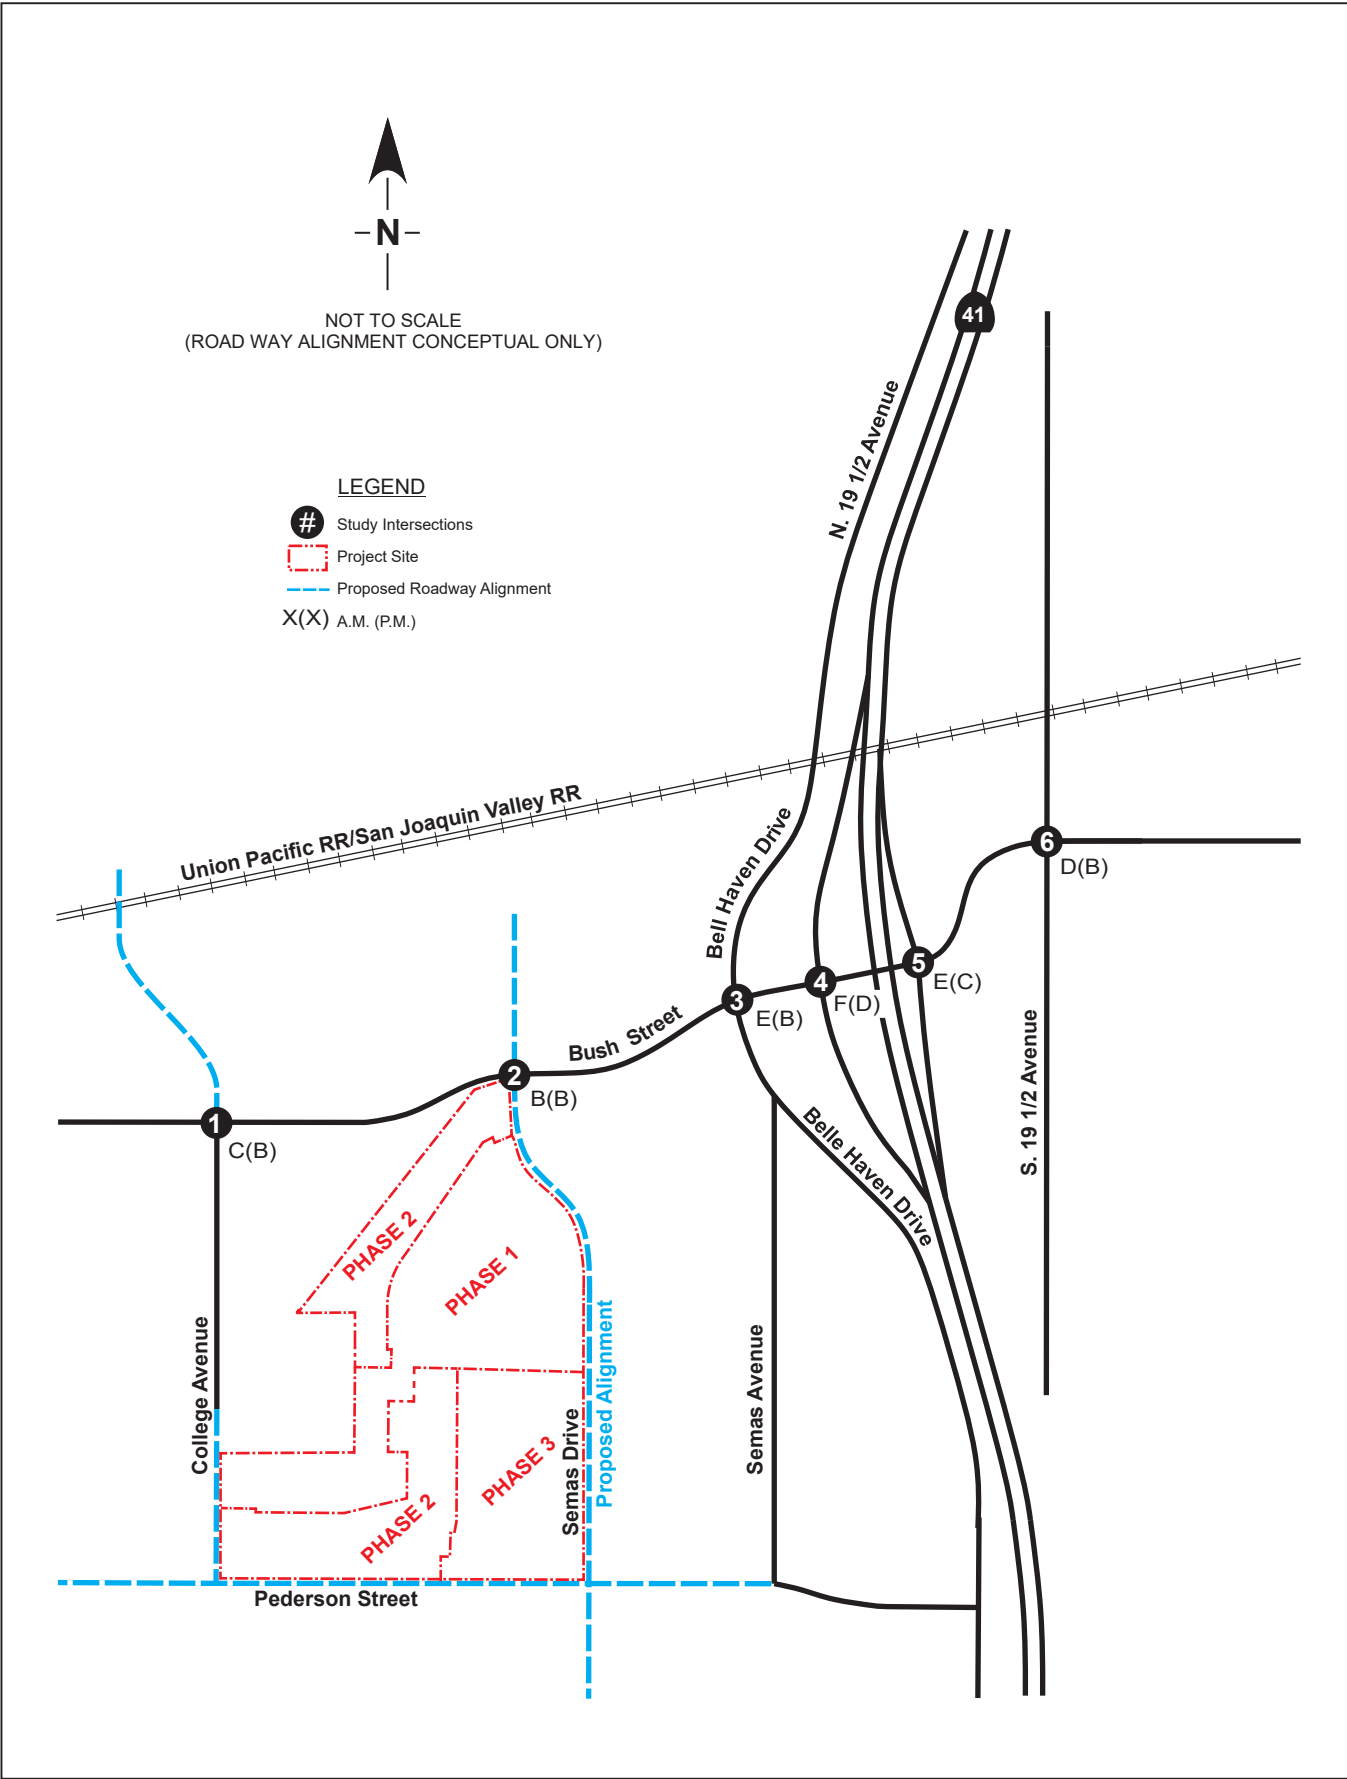 N
NOT TO SCALE
(ROAD WAY ALIGNMENT CONCEPTUAL ONLY)
41
N. 19 1/2 Avenue
LEGEND
# Study Intersections
Project Site
Proposed Roadway Alignment
X(X) A.M. (P.M.)
Union Pacific RR/San Joaquin Valley RR
Bell Haven Drive
6
D(B)
5
E(C)
4
F(D)
3
E(B)
Bush Street
2
B(B)
1
C(B)
S. 19 1/2 Avenue
Belle Haven Drive
PHASE 2
PHASE 1
College Avenue
Semas Drive
Proposed Alignment
Semas Avenue
PHASE 3
PHASE 2
Pederson Street